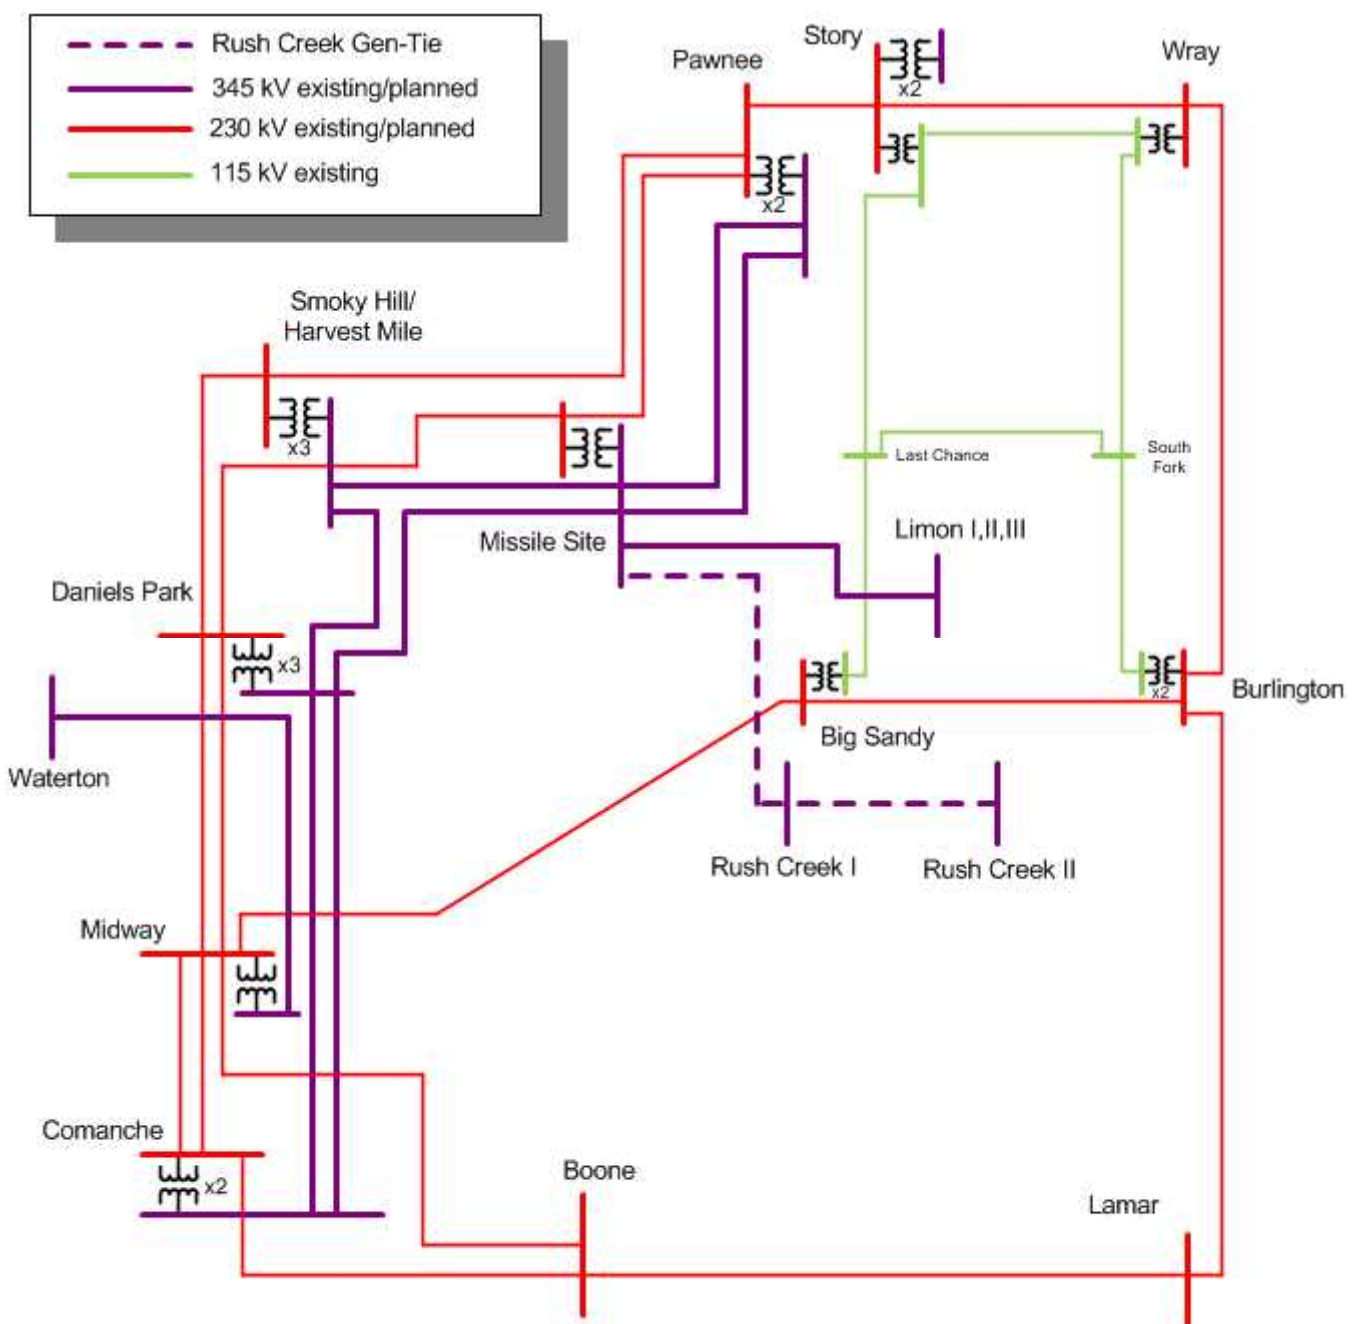 Rush Creek Gen-Tie
345 kV existing/planned
230 kV existing/planned
115 kV existing
Story
Pawnee
Wray
x2
x2
Smoky Hill/
Harvest Mile
x3
Last Chance
South
Fork
Missile Site
Limon I,II,III
Daniels Park
x3
x2
Burlington
Big Sandy
Waterton
Rush Creek I
Rush Creek II
Midway
Comanche
x2
Boone
Lamar